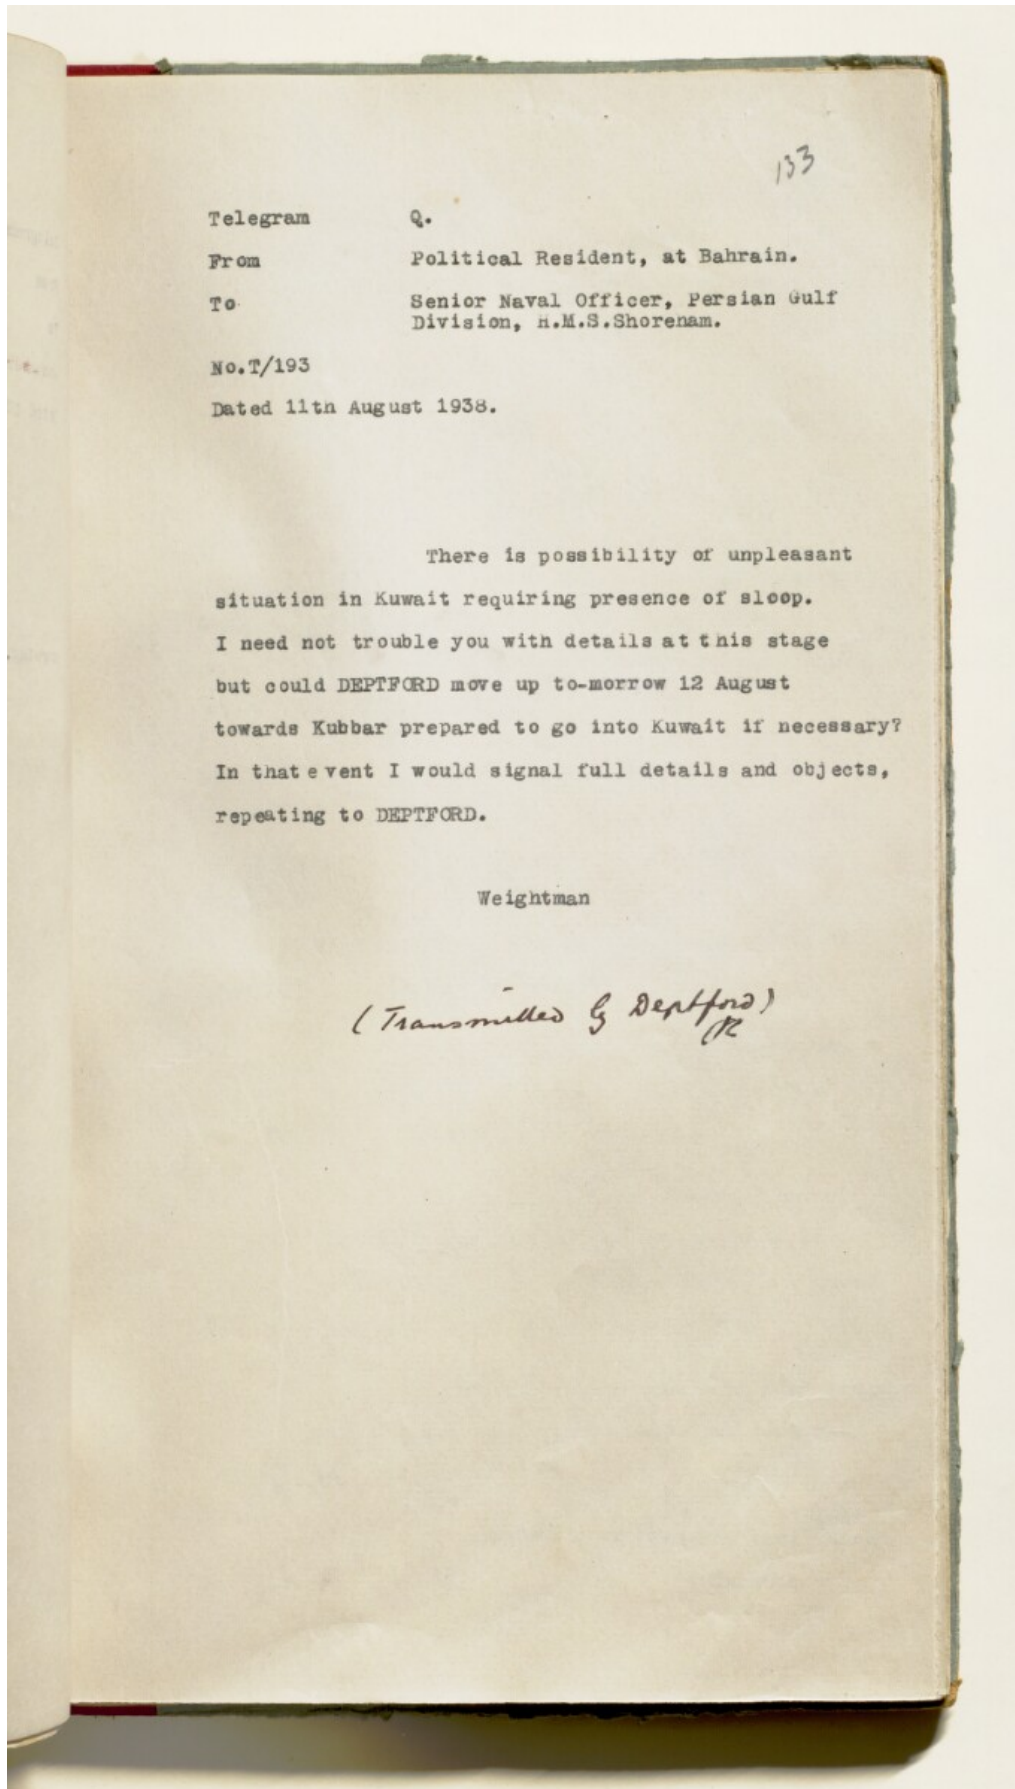 133
Telegram Q.
From Political Resident, at Bahrain.
To Senior Naval Officer, Persian Gulf
Division, H.M.S.Shorenam.
No.T/193
Dated 11th August 1938.
There is possibility of unpleasant
situation in Kuwait requiring presence of sloop.
I need not trouble you with details at this stage
but could DEPTFORD move up to-morrow 12 August
towards Kubbar prepared to go into Kuwait if necessary?
In that event I would signal full details and objects,
repeating to DEPTFORD.
Weightman
(Transmitted by Deptford)